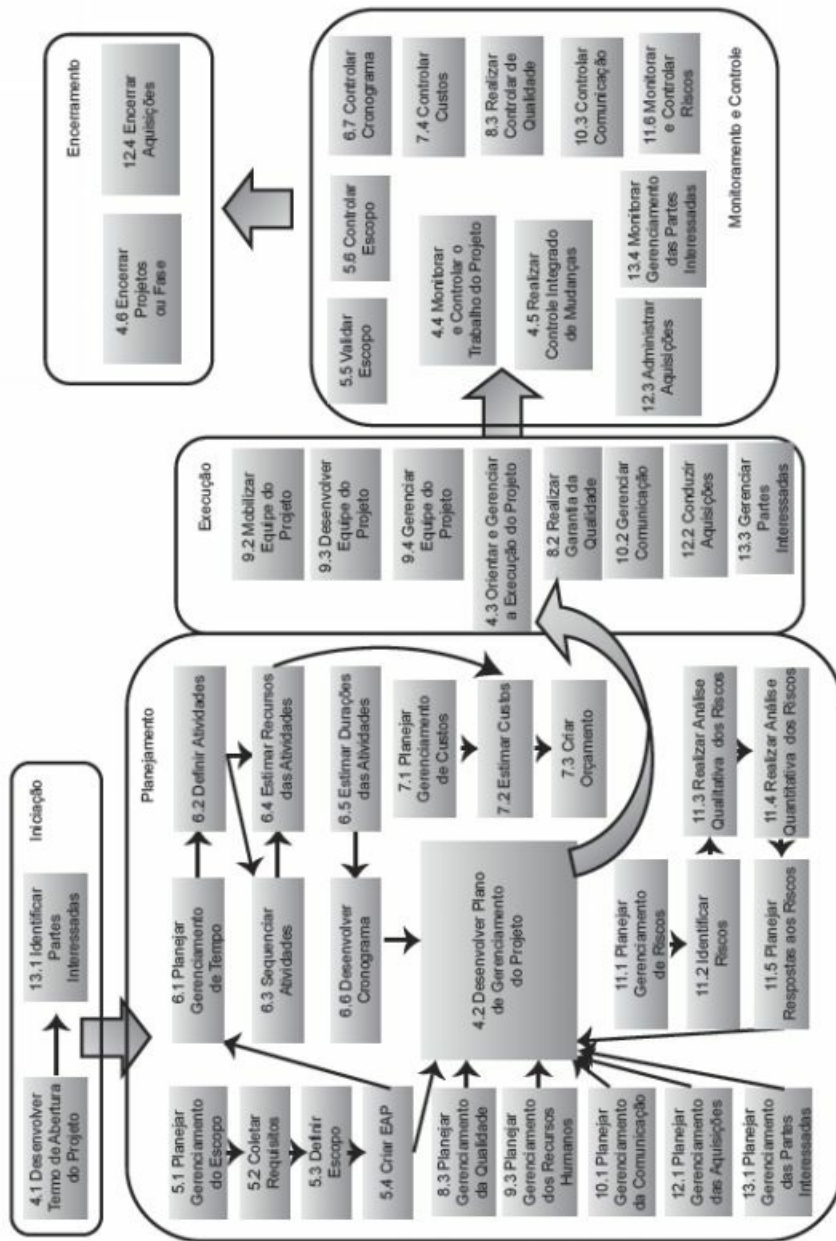 Iniciação
4.1 Desenvolver
Termo de Abertura
do Projeto
13.1 Identificar
Partes
Interessadas
Planejamento
5.1 Planejar
Gerenciamento
do Escopo
5.2 Coletar
Requisitos
5.3 Definir
Escopo
5.4 Criar EAP
6.1 Planejar
Gerenciamento
de Tempo
6.2 Definir Atividades
6.3 Sequenciar
Atividades
6.4 Estimar Recursos
das Atividades
6.6 Desenvolver
Cronograma
6.5 Estimar Durações
das Atividades
7.1 Planejar
Gerenciamento
de Custos
7.2 Estimar Custos
7.3 Criar
Orçamento
4.2 Desenvolver Plano
de Gerenciamento
do Projeto
8.3 Planejar
Gerenciamento
da Qualidade
9.3 Planejar
Gerenciamento
dos Recursos
Humanos
10.1 Planejar
Gerenciamento
da Comunicação
12.1 Planejar
Gerenciamento
das Aquisições
13.1 Planejar
Gerenciamento
das Partes
Interessadas
11.1 Planejar
Gerenciamento
de Riscos
11.2 Identificar
Riscos
11.3 Realizar Análise
Qualitativa dos Riscos
11.4 Realizar Análise
Quantitativa dos Riscos
11.5 Planejar
Respostas aos Riscos
Execução
9.2 Mobilizar
Equipe do
Projeto
9.3 Desenvolver
Equipe do
Projeto
9.4 Gerenciar
Equipe do
Projeto
4.3 Orientar e Gerenciar
a Execução do Projeto
8.2 Realizar
Garantia da
Qualidade
10.2 Gerenciar
Comunicação
12.2 Conduzir
Aquisições
13.3 Gerenciar
Partes
Interessadas
5.5 Validar
Escopo
5.6 Controlar
Escopo
6.7 Controlar
Cronograma
7.4 Controlar
Custos
8.3 Realizar
Controlar de
Qualidade
10.3 Controlar
Comunicação
11.6 Monitorar
e Controlar
Riscos
4.4 Monitorar
e Controlar o
Trabalho do Projeto
4.5 Realizar
Controle Integrado
de Mudanças
12.3 Administrar
Aquisições
13.4 Monitorar
Gerenciamento
das Partes
Interessadas
Monitoramento e Controle
Encerramento
4.6 Encerrar
Projetos
ou Fase
12.4 Encerrar
Aquisições